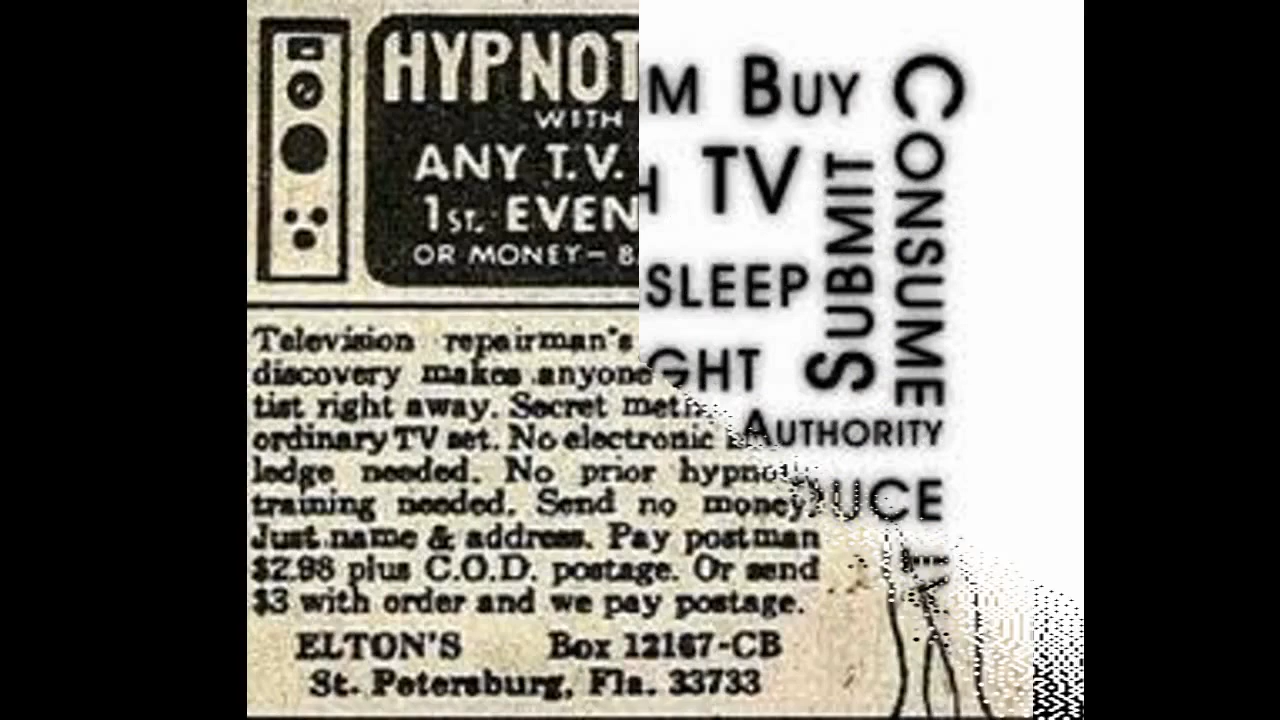 HYPNOT
WITH
ANY T.V.
1ST. EVEN
OR MONEY-
Television repairman's
discovery makes anyone
tist right away. Secret
ordinary TV set. No electronic
ledge needed. No prior
training needed. Send no money.
Just name & address. Pay postman
$2.98 plus C.O.D. postage. Or send
$3 with order and we pay postage.
ELTON'S Box 12167-CB
St. Petersburg, Fla. 33733
M BUY
TV
SLEEP
GHT
SUBMIT
CONSUME
AUTHORITY
UCE